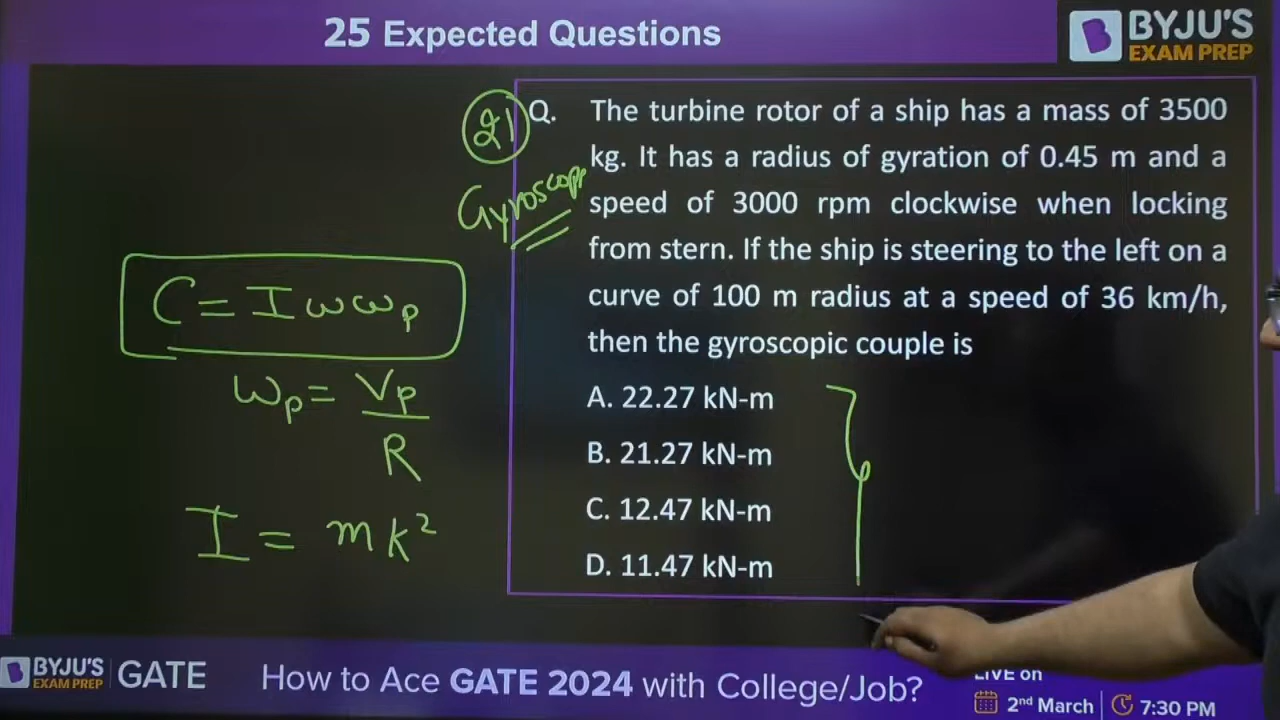 25 Expected Questions
BYJU'S
EXAM PREP
21
Gyroscope
Q. The turbine rotor of a ship has a mass of 3500
kg. It has a radius of gyration of 0.45 m and a
speed of 3000 rpm clockwise when locking
from stern. If the ship is steering to the left on a
curve of 100 m radius at a speed of 36 km/h,
then the gyroscopic couple is
A. 22.27 kN-m
B. 21.27 kN-m
C. 12.47 kN-m
D. 11.47 kN-m
C = Iωωp
ωp = Vp
R
I = mk²
BYJU'S
EXAM PREP
GATE
How to Ace GATE 2024 with College/Job?
LIVE on
2nd March
7:30 PM